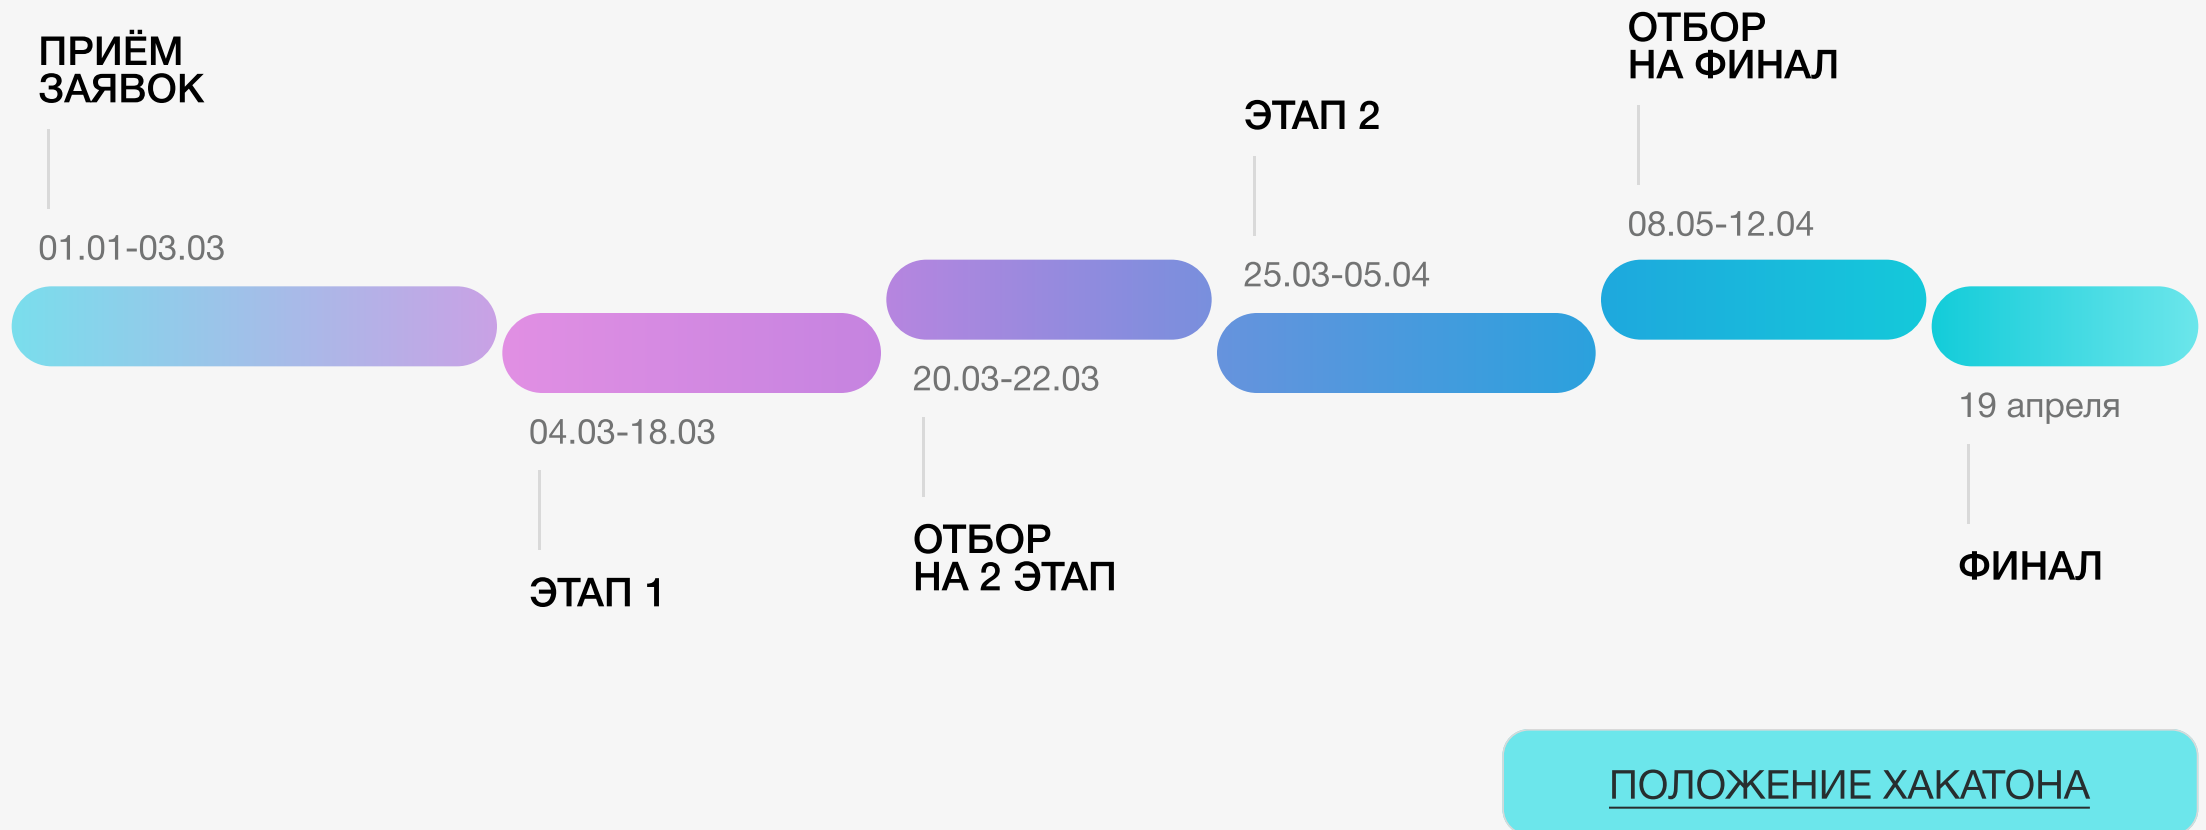 ПРИЁМ
ЗАЯВОК
01.01-03.03
04.03-18.03
ЭТАП 1
20.03-22.03
ОТБОР
НА 2 ЭТАП
ЭТАП 2
25.03-05.04
ОТБОР
НА ФИНАЛ
08.05-12.04
19 апреля
ФИНАЛ
ПОЛОЖЕНИЕ ХАКАТОНА